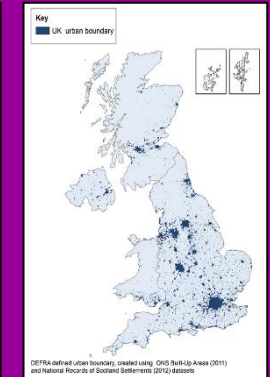 Key
UK urban boundary
DEFRA defined urban boundary, created using ONS Built-Up Areas (2011)
and National Records of Scotland Settlements (2012) datasets